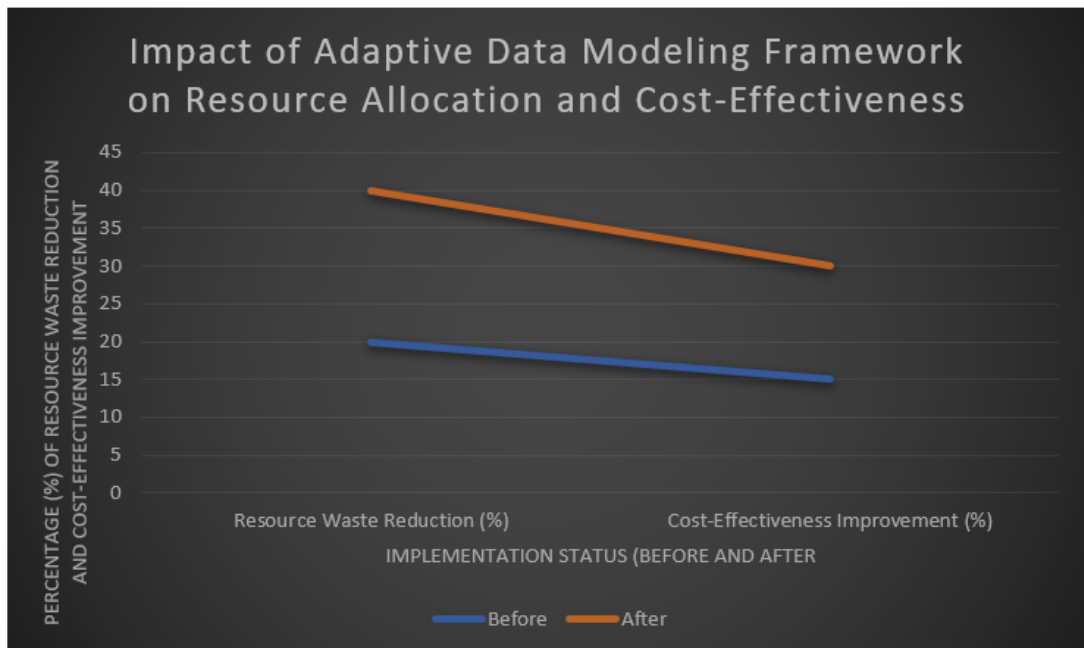 Impact of Adaptive Data Modeling Framework
on Resource Allocation and Cost-Effectiveness
PERCENTAGE (%) OF RESOURCE WASTE REDUCTION
AND COST-EFFECTIVENESS IMPROVEMENT
45
40
35
30
25
20
15
10
5
0
Resource Waste Reduction (%)
Cost-Effectiveness Improvement (%)
IMPLEMENTATION STATUS (BEFORE AND AFTER
Before
After